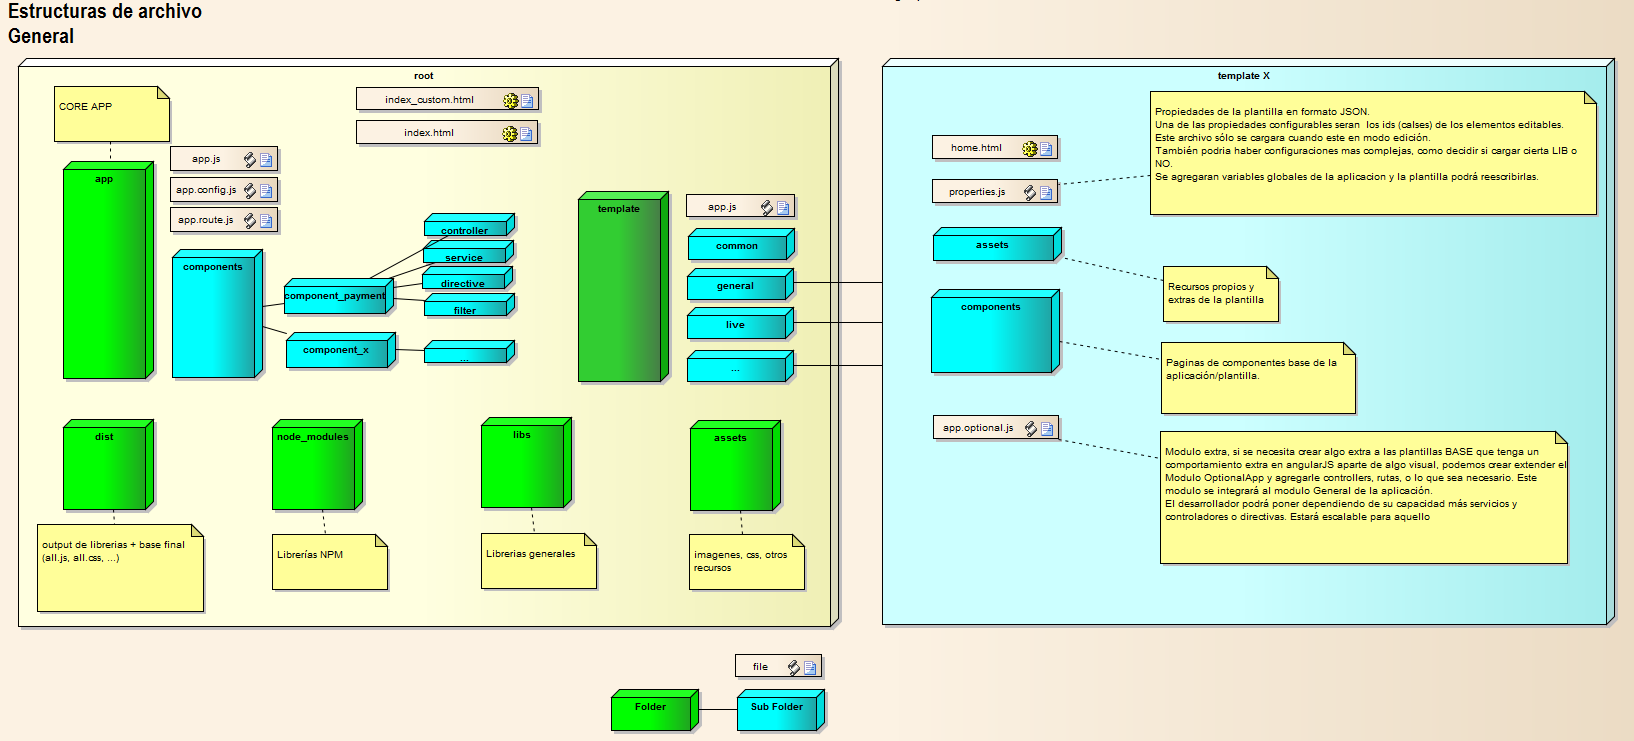 Estructuras de archivo
General
root
CORE APP
index_custom.html
index.html
app
app.js
app.config.js
app.route.js
components
component_payment
component_x
controller
service
directive
filter
...
template
app.js
common
general
live
...
dist
node_modules
libs
assets
output de librerias + base final
(all.js, all.css, ...)
Librerías NPM
Librerias generales
imagenes, css, otros
recursos
template X
home.html
properties.js
assets
components
app.optional.js
Propiedades de la plantilla en formato JSON.
Una de las propiedades configurables seran los ids (calses) de los elementos editables.
Este archivo sólo se cargara cuando este en modo edición.
También podria haber configuraciones mas complejas, como decidir si cargar cierta LIB o
NO.
Se agregaran variables globales de la aplicacion y la plantilla podrá reescribirlas.
Recursos propios y
extras de la plantilla
Paginas de componentes base de la
aplicación/plantilla.
Modulo extra, si se necesita crear algo extra a las plantillas BASE que tenga un
comportamiento extra en angularJS aparte de algo visual, podemos crear extender el
Modulo OptionalApp y agregarle controllers, rutas, o lo que sea necesario. Este
modulo se integrará al modulo General de la aplicación.
El desarrollador podrá poner dependiendo de su capacidad más servicios y
controladores o directivas. Estará escalable para aquello
file
Folder
Sub Folder